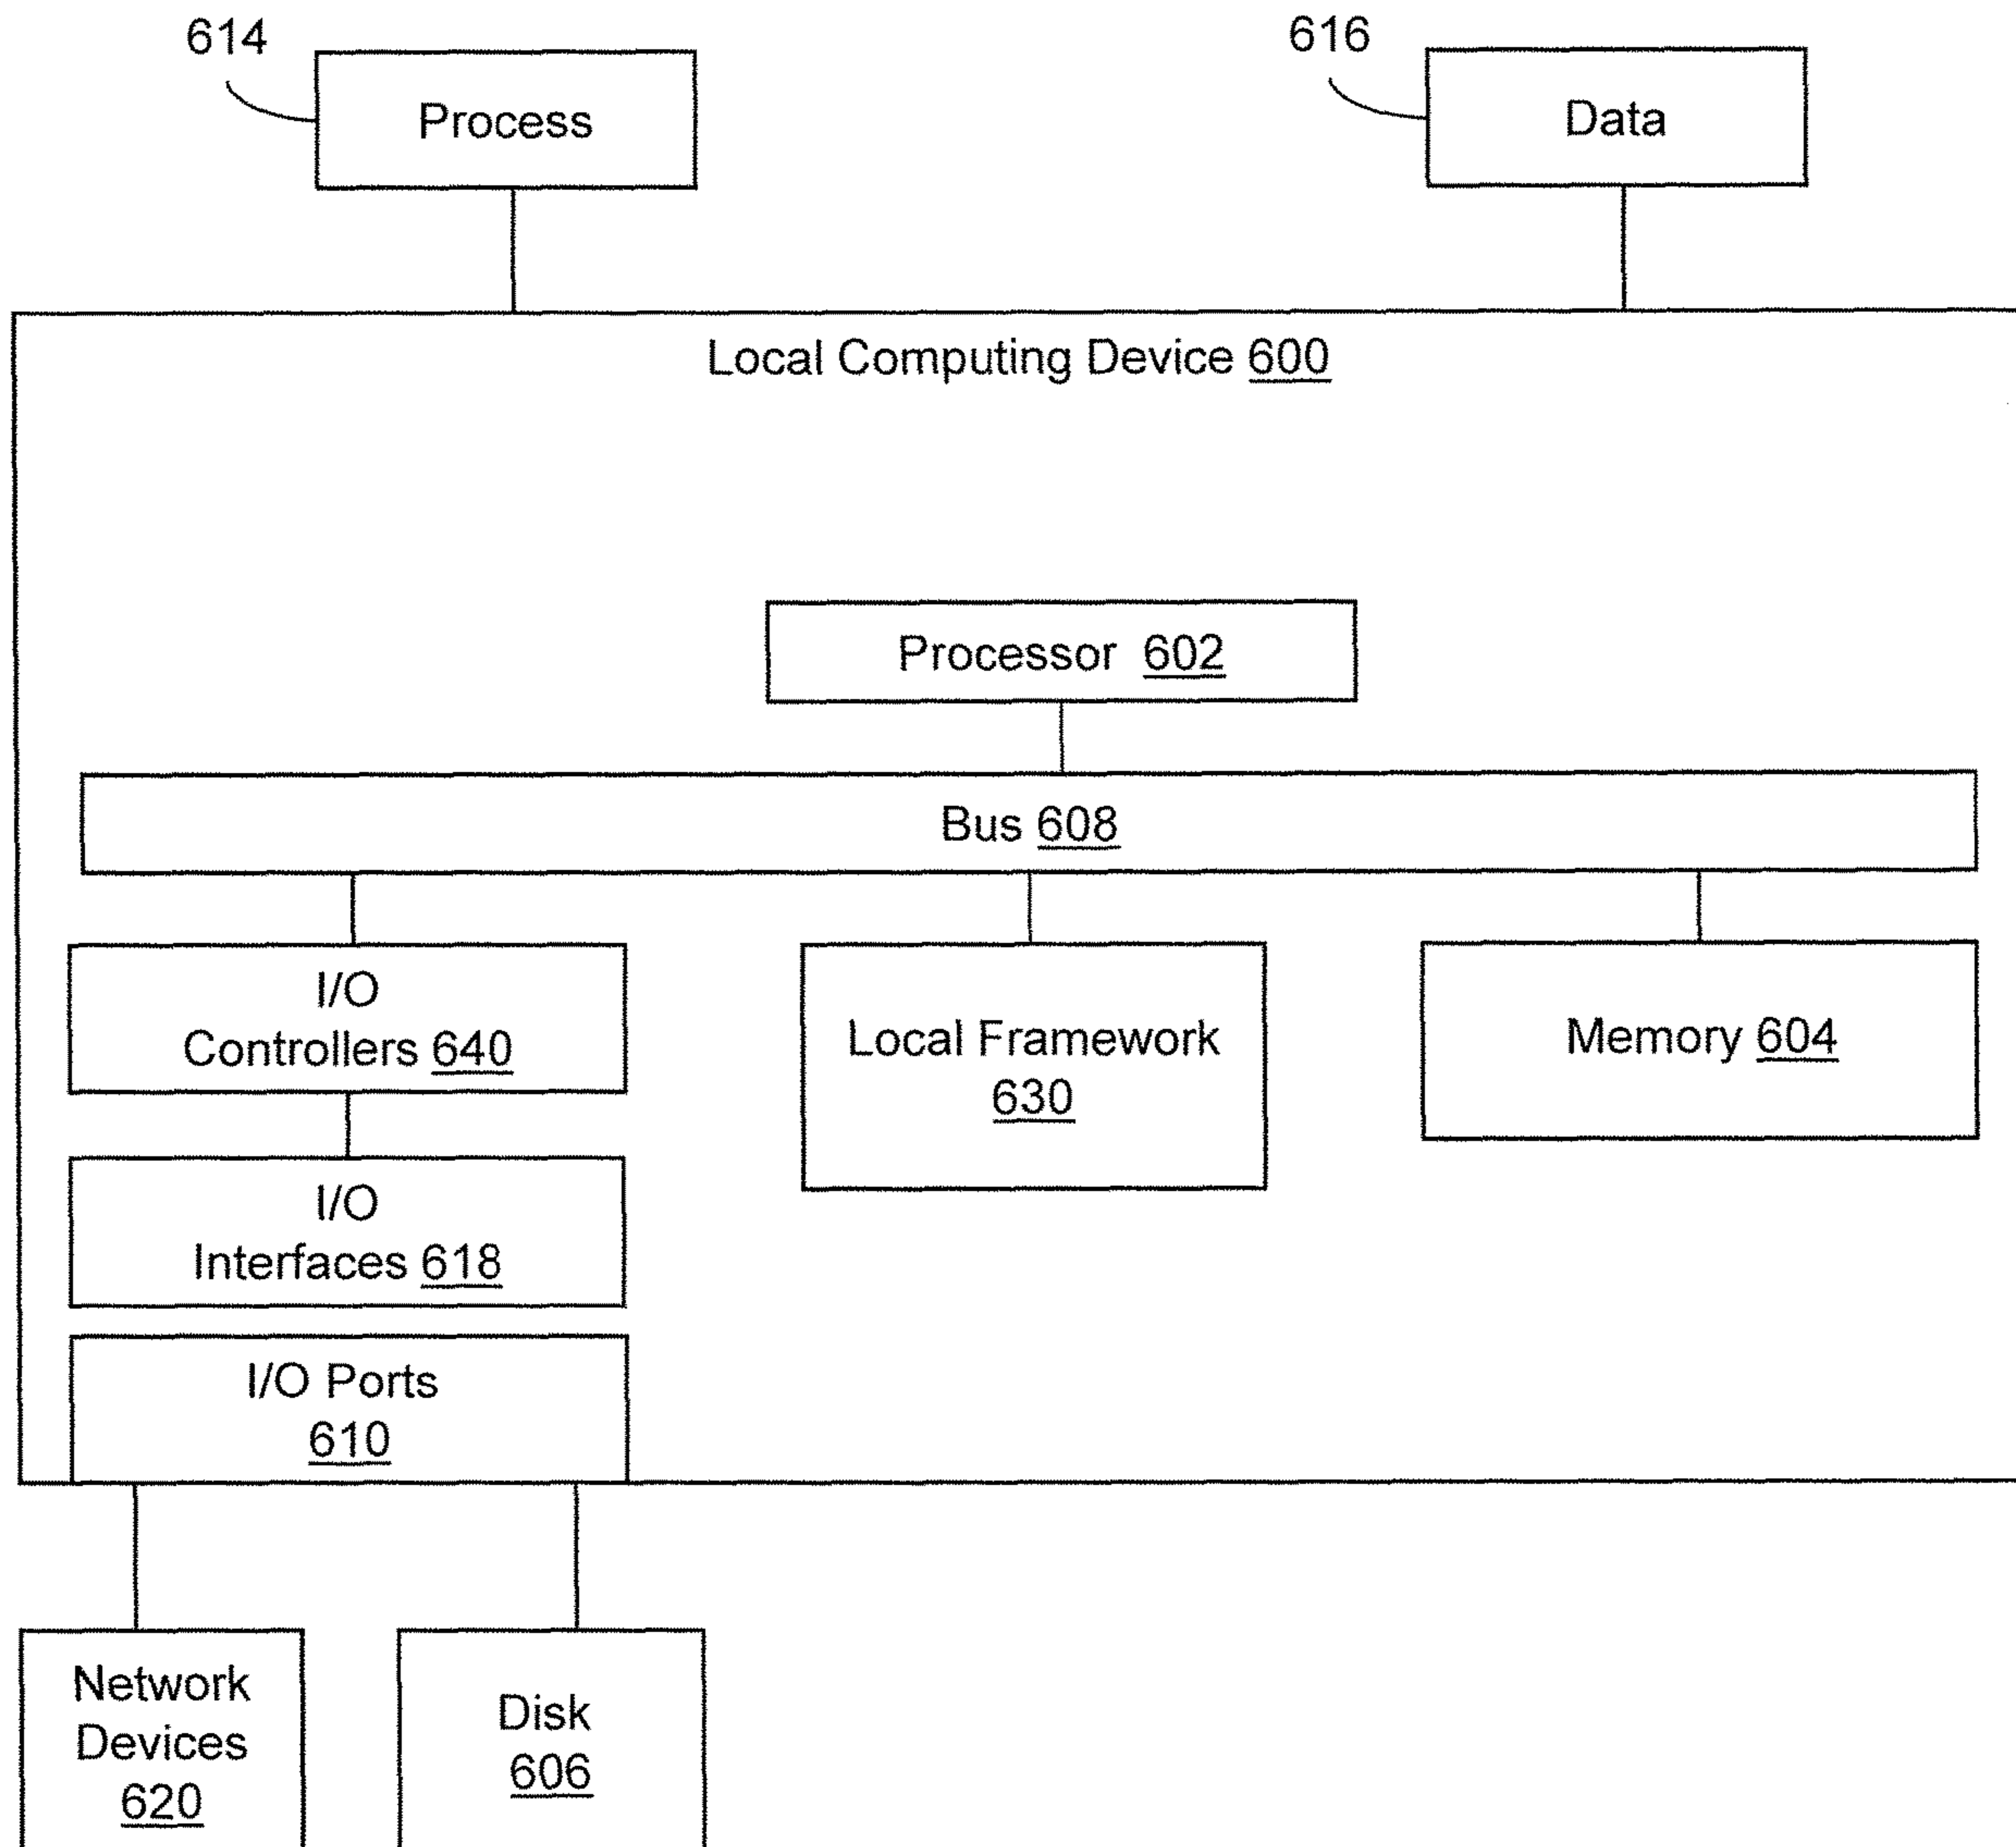 614
Process
616
Data
Local Computing Device 600
Processor 602
Bus 608
I/O
Controllers 640
Local Framework
630
Memory 604
I/O
Interfaces 618
I/O Ports
610
Network
Devices
620
Disk
606